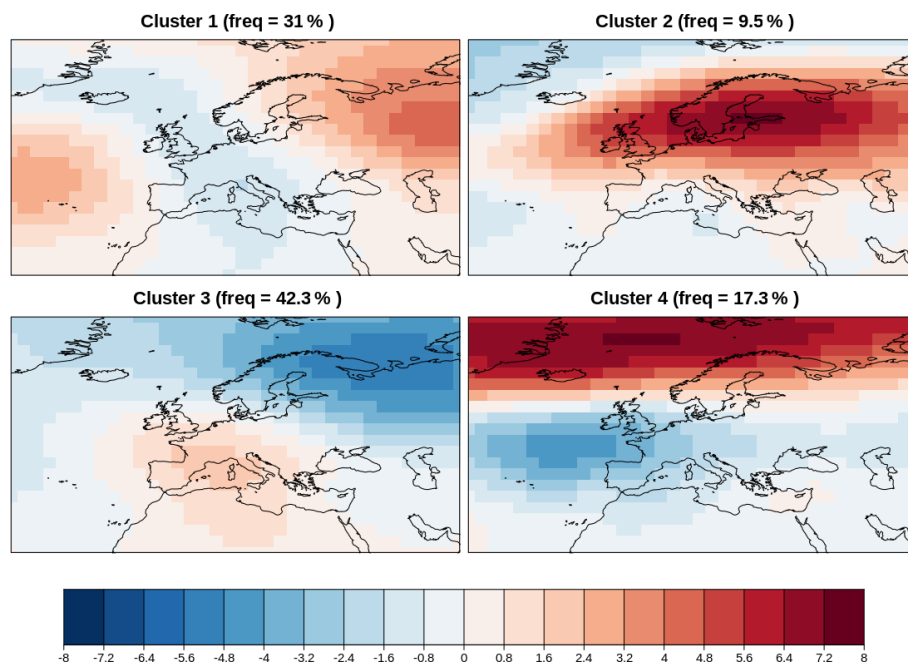 Cluster 1 (freq = 31 % )
Cluster 2 (freq = 9.5 % )
Cluster 3 (freq = 42.3 % )
Cluster 4 (freq = 17.3 % )
-8 -7.2 -6.4 -5.6 -4.8 -4 -3.2 -2.4 -1.6 -0.8 0 0.8 1.6 2.4 3.2 4 4.8 5.6 6.4 7.2 8